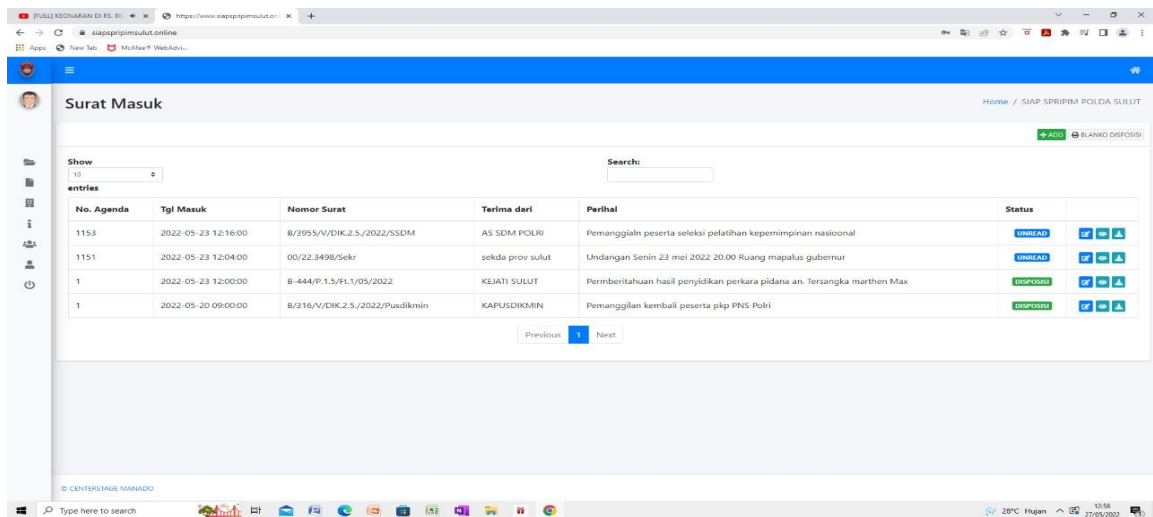 [FULL] KEONARAN DI RS. BE
https://www.siapspripimsulut.on
siapspripimsulut.online
Apps New Tab McAfee® WebAdvi...
Surat Masuk
Home / SIAP SPRIPIM POLDA SULUT
+ ADD BLANKO DISPOSISI
Show
10
entries
Search:
No. Agenda Tgl Masuk Nomor Surat Terima dari Perihal Status
1153 2022-05-23 12:16:00 B/3955/V/DIK.2.5./2022/SSDM AS SDM POLRI Pemanggialn peserta seleksi pelatihan kepemimpinan nasioonal UNREAD
1151 2022-05-23 12:04:00 00/22.3498/Sekr sekda prov sulut Undangan Senin 23 mei 2022 20.00 Ruang mapalus gubernur UNREAD
1 2022-05-23 12:00:00 B-444/P.1.5/Ft.1/05/2022 KEJATI SULUT Permberitahuan hasil penyidikan perkara pidana an. Tersangka marthen Max DISPOSISI
1 2022-05-20 09:00:00 B/316/V/DIK.2.5./2022/Pusdikmin KAPUSDIKMIN Pemanggilan kembali peserta pkp PNS Polri DISPOSISI
Previous 1 Next
© CENTERSTAGE MANADO
Type here to search
28°C Hujan
12:50
27/05/2022